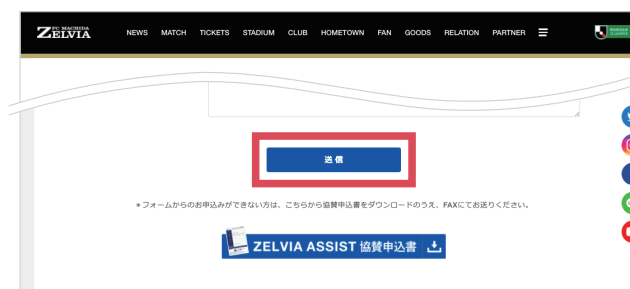 FC MACHIDA
ZELVIA
NEWS MATCH TICKETS STADIUM CLUB HOMETOWN FAN GOODS RELATION PARTNER
送信
*フォームからのお申込みができない方は、こちらから協賛申込書をダウンロードのうえ、FAXにてお送りください。
ZELVIA ASSIST 協賛申込書